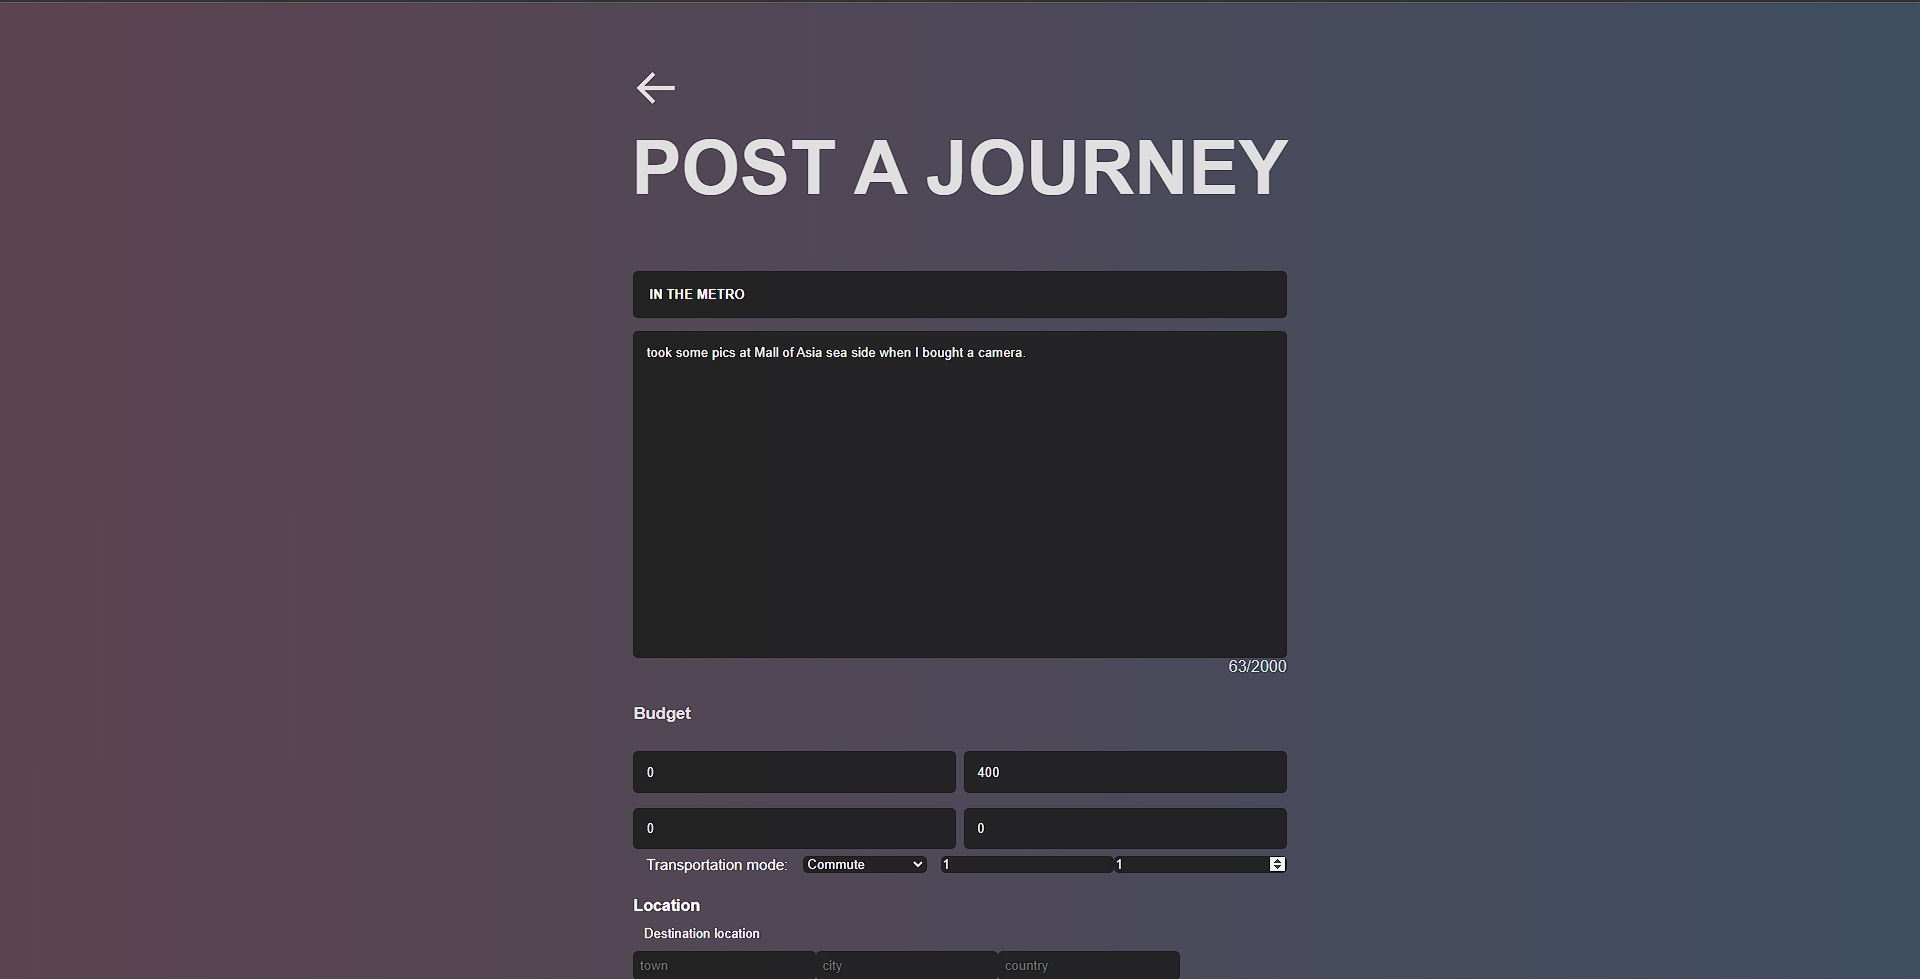 POST A JOURNEY
IN THE METRO
took some pics at Mall of Asia sea side when I bought a camera.
63/2000
Budget
0 400
0 0
Transportation mode: Commute 1 1
Location
Destination location
town city country